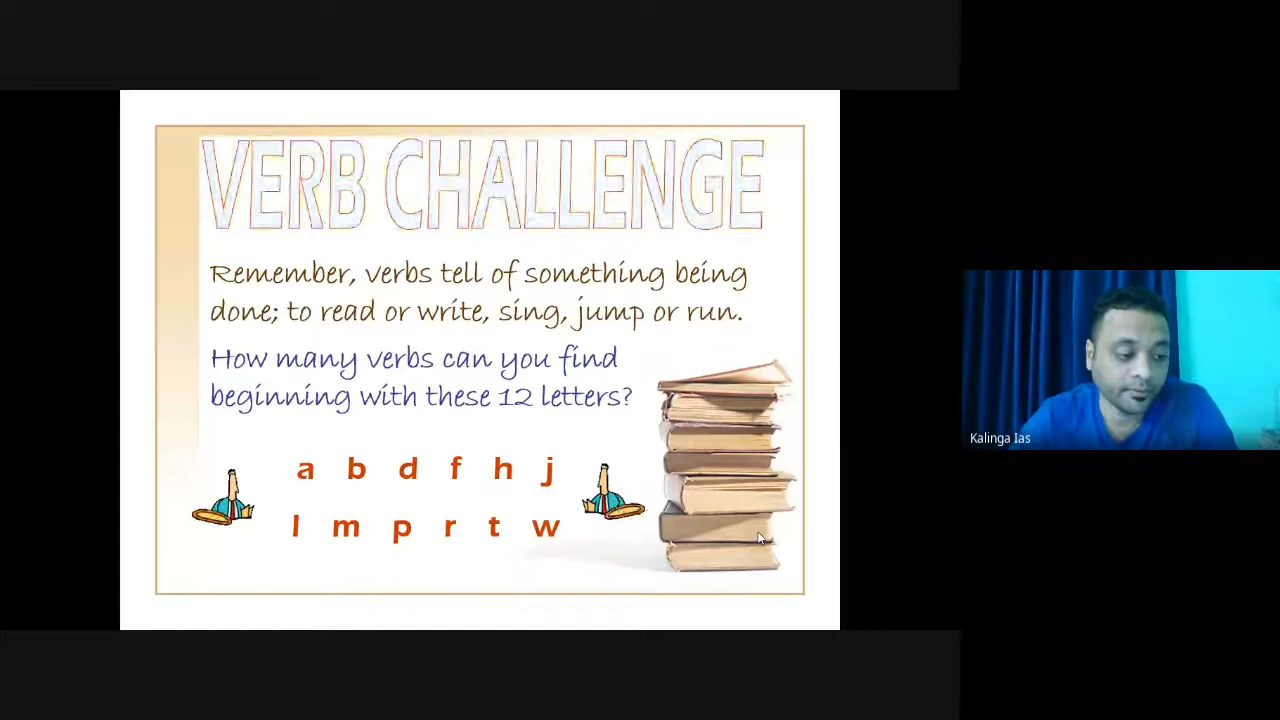 VERB CHALLENGE
Remember, verbs tell of something being
done; to read or write, sing, jump or run.
How many verbs can you find
beginning with these 12 letters?
a b d f h j
l m p r t w
Kalinga Ias